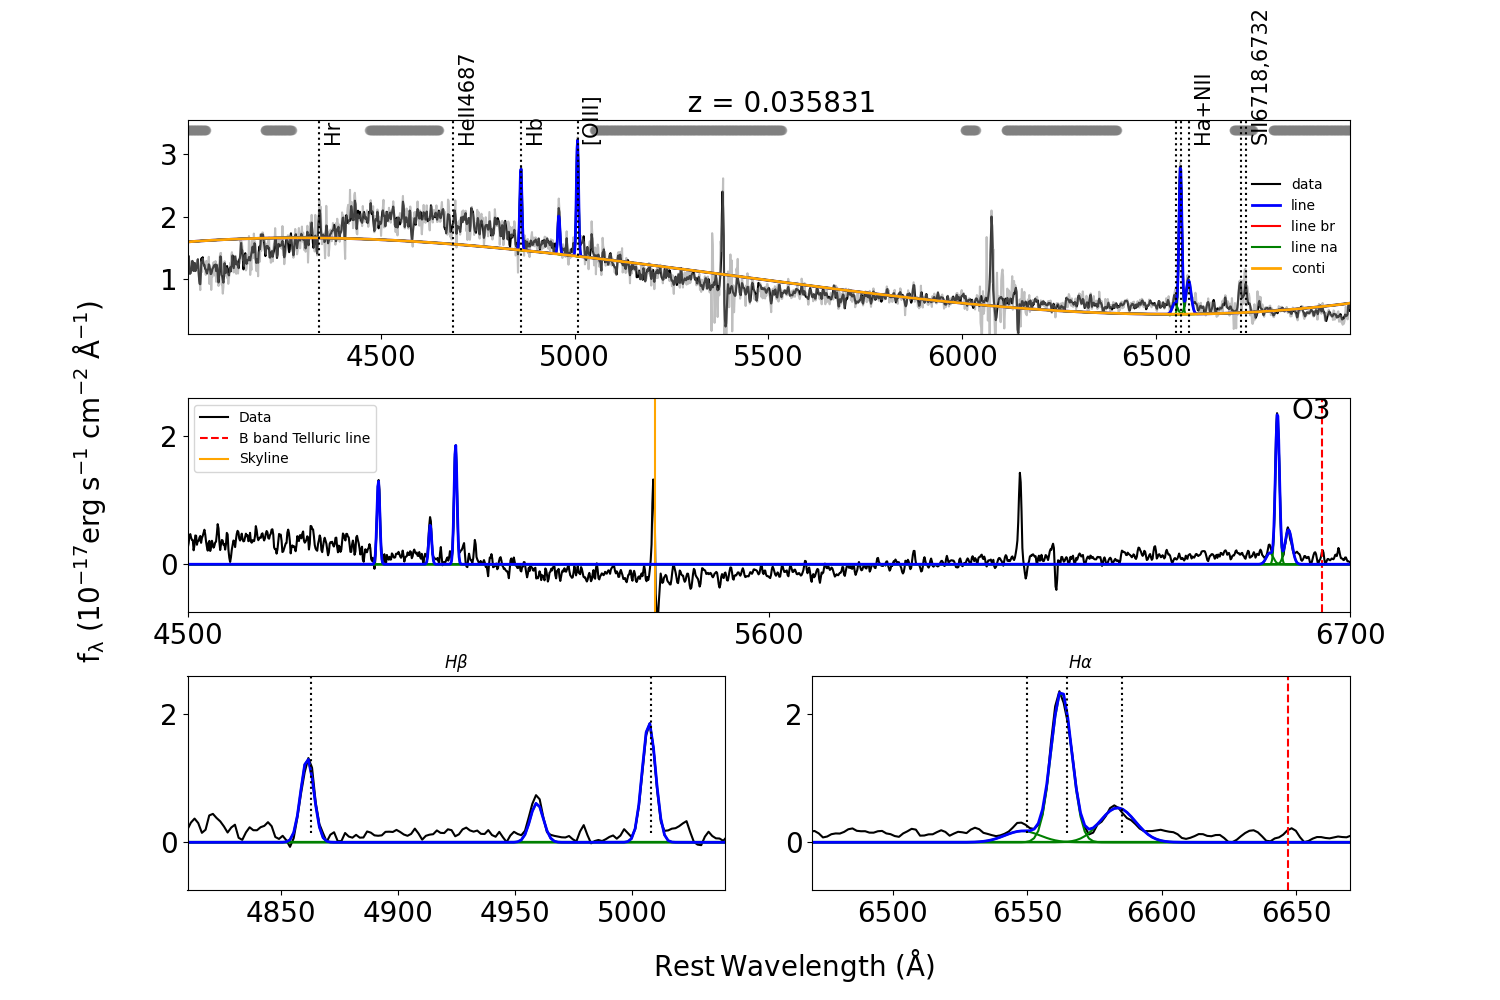 z = 0.035831
Hr
HeII4687
Hb
[OIII]
Ha+NII
SII6718,6732
3
2
1
data
line
line br
line na
conti
4500
5000
5500
6000
6500
f_λ (10^−17 erg s^−1 cm^−2 Å^−1)
2
0
Data
B band Telluric line
Skyline
O3
4500
5600
6700
Hβ
2
0
4850
4900
4950
5000
Hα
2
0
6500
6550
6600
6650
Rest Wavelength (Å)